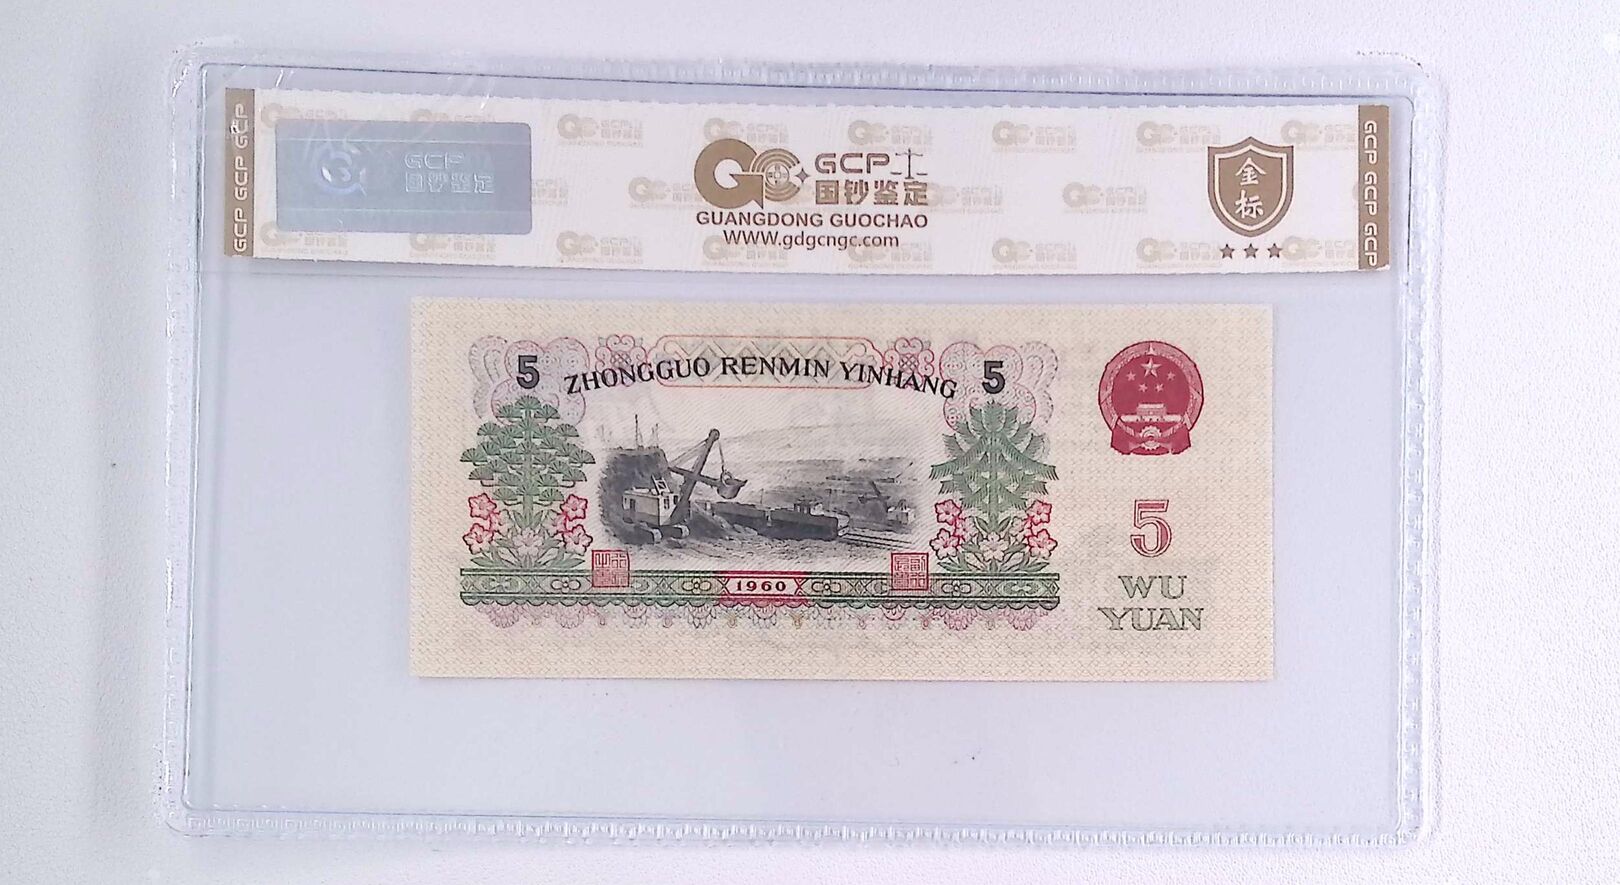 GCP GCP GCP
GCP
国钞鉴定
GC GCP
国钞鉴定
GUANGDONG GUOCHAO
WWW.gdgcngc.com
金
标
GCP GCP GCP
5 ZHONGGUO RENMIN YINHANG 5
1960
5
WU
YUAN